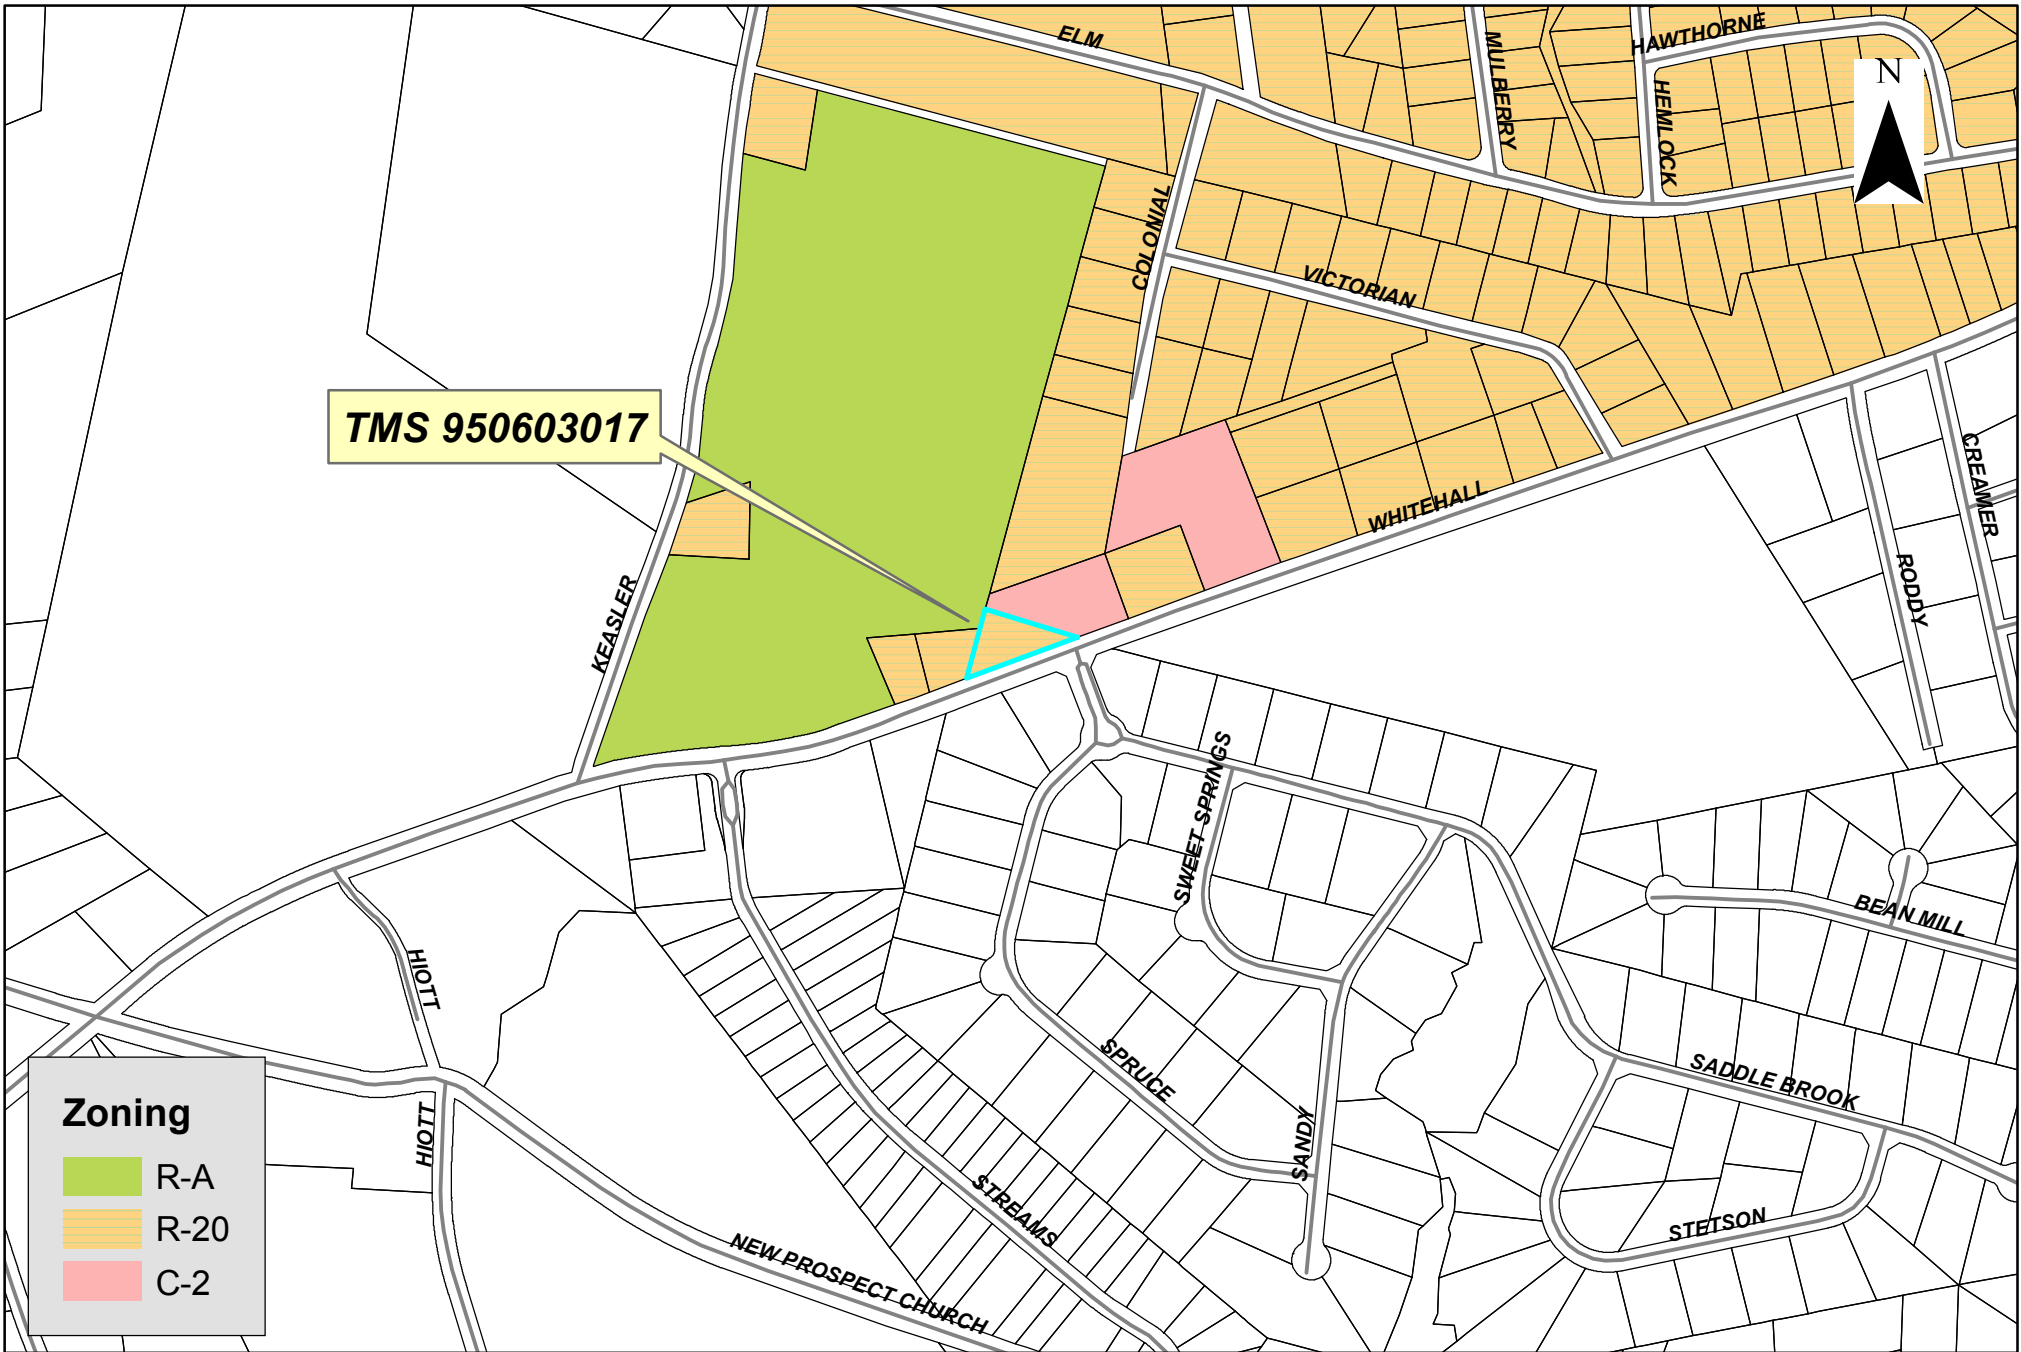 ELM
MULBERRY
HAWTHORNE
HEMLOCK
N
COLONIAL
VICTORIAN
TMS 950603017
WHITEHALL
CREAMER
RODDY
KEASLER
SWEET SPRINGS
BEAN MILL
HIOTT
SPRUCE
SADDLE BROOK
SANDY
HIOTT
STREAMS
STETSON
NEW PROSPECT CHURCH
Zoning
R-A
R-20
C-2